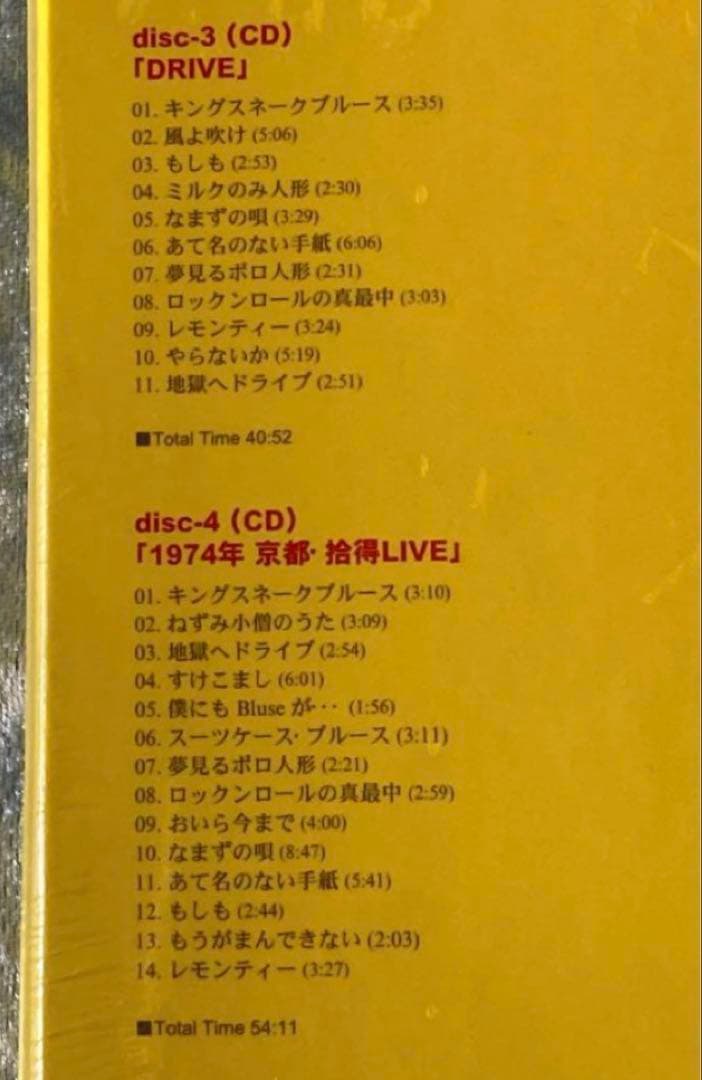 disc-3 (CD)
「DRIVE」
01. キングスネークブルース (3:35)
02. 風よ吹け (5:06)
03. もしも (2:53)
04. ミルクのみ人形 (2:30)
05. なまずの唄 (3:29)
06. あて名のない手紙 (6:06)
07. 夢見るボロ人形 (2:31)
08. ロックンロールの真最中 (3:03)
09. レモンティー (3:24)
10. やらないか (5:19)
11. 地獄へドライブ (2:51)
■Total Time 40:52
disc-4 (CD)
「1974年 京都・拾得LIVE」
01. キングスネークブルース (3:10)
02. ねずみ小僧のうた (3:09)
03. 地獄へドライブ (2:54)
04. すけこまし (6:01)
05. 僕にも Bluse が・・・ (1:56)
06. スーツケース・ブルース (3:11)
07. 夢見るボロ人形 (2:21)
08. ロックンロールの真最中 (2:59)
09. おいら今まで (4:00)
10. なまずの唄 (8:47)
11. あて名のない手紙 (5:41)
12. もしも (2:44)
13. もうがまんできない (2:03)
14. レモンティー (3:27)
■Total Time 54:11